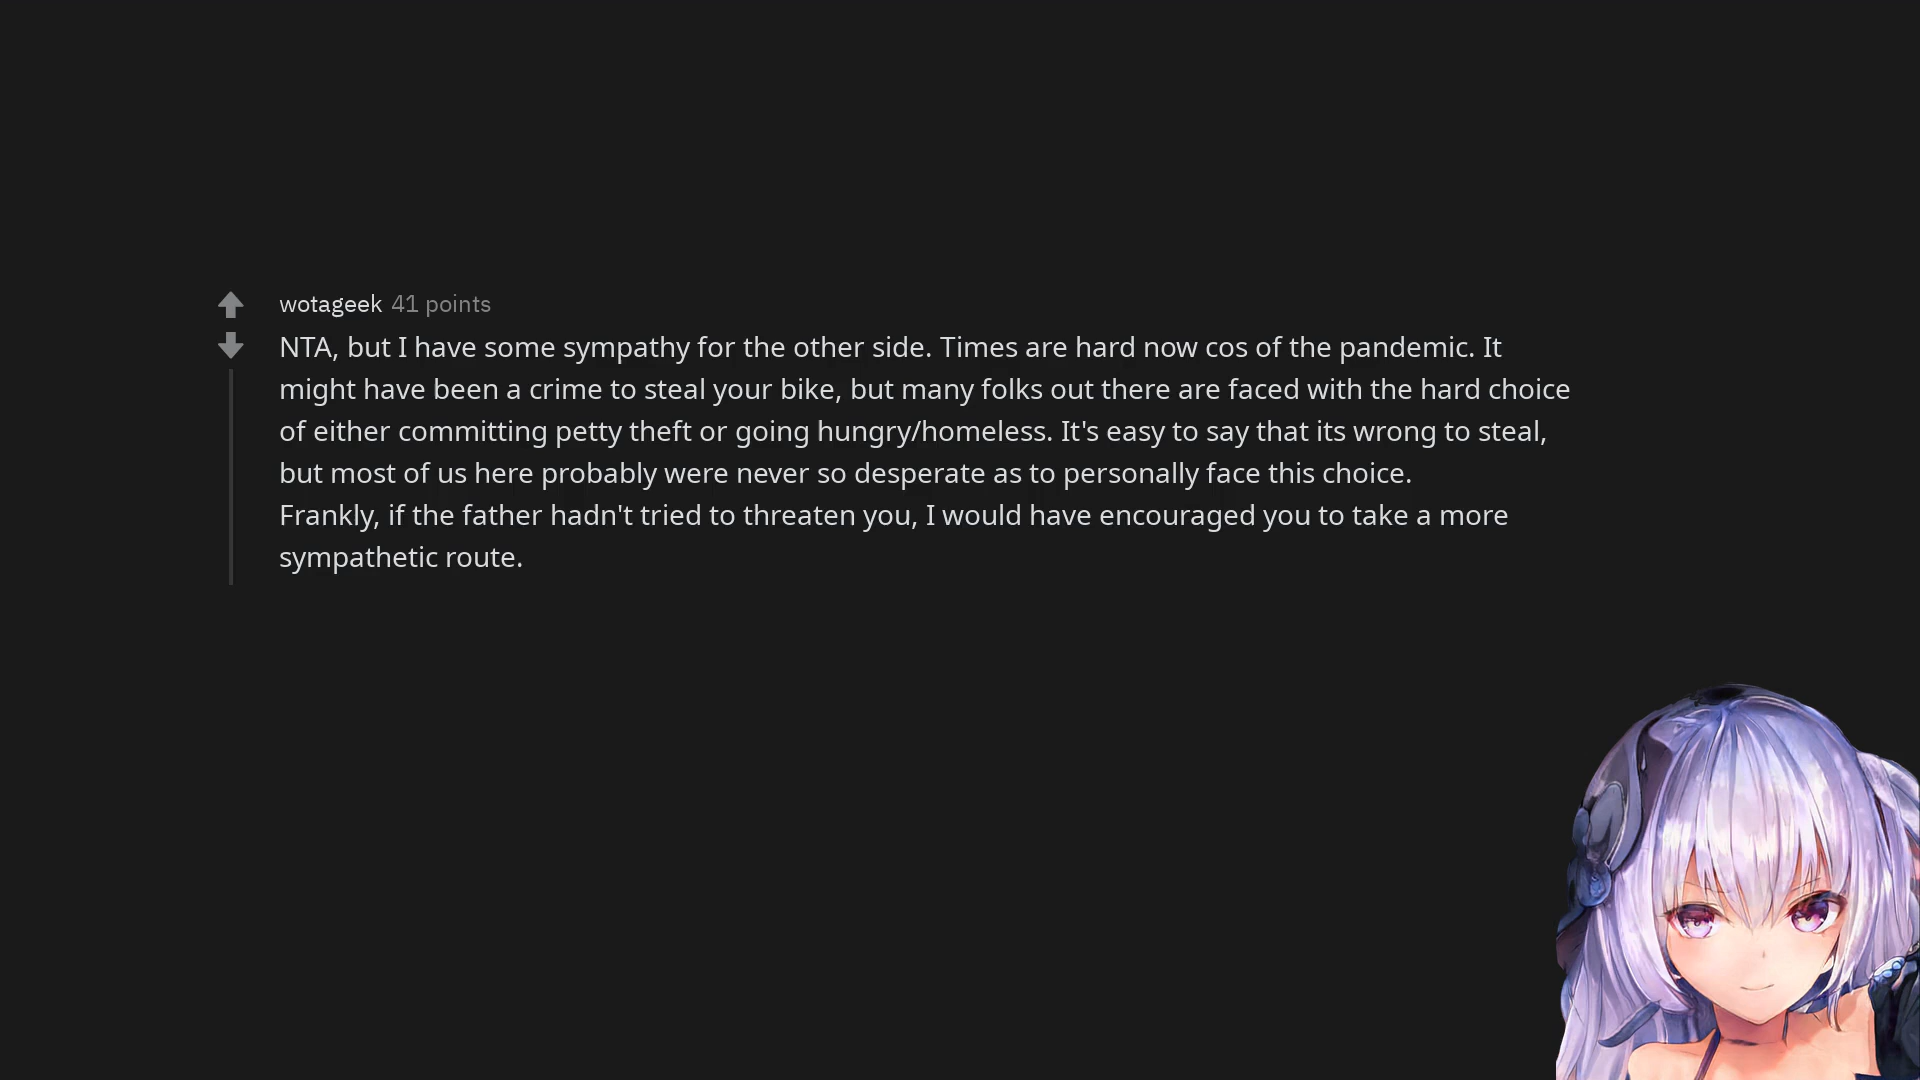 wotageek 41 points
NTA, but I have some sympathy for the other side. Times are hard now cos of the pandemic. It
might have been a crime to steal your bike, but many folks out there are faced with the hard choice
of either committing petty theft or going hungry/homeless. It's easy to say that its wrong to steal,
but most of us here probably were never so desperate as to personally face this choice.
Frankly, if the father hadn't tried to threaten you, I would have encouraged you to take a more
sympathetic route.